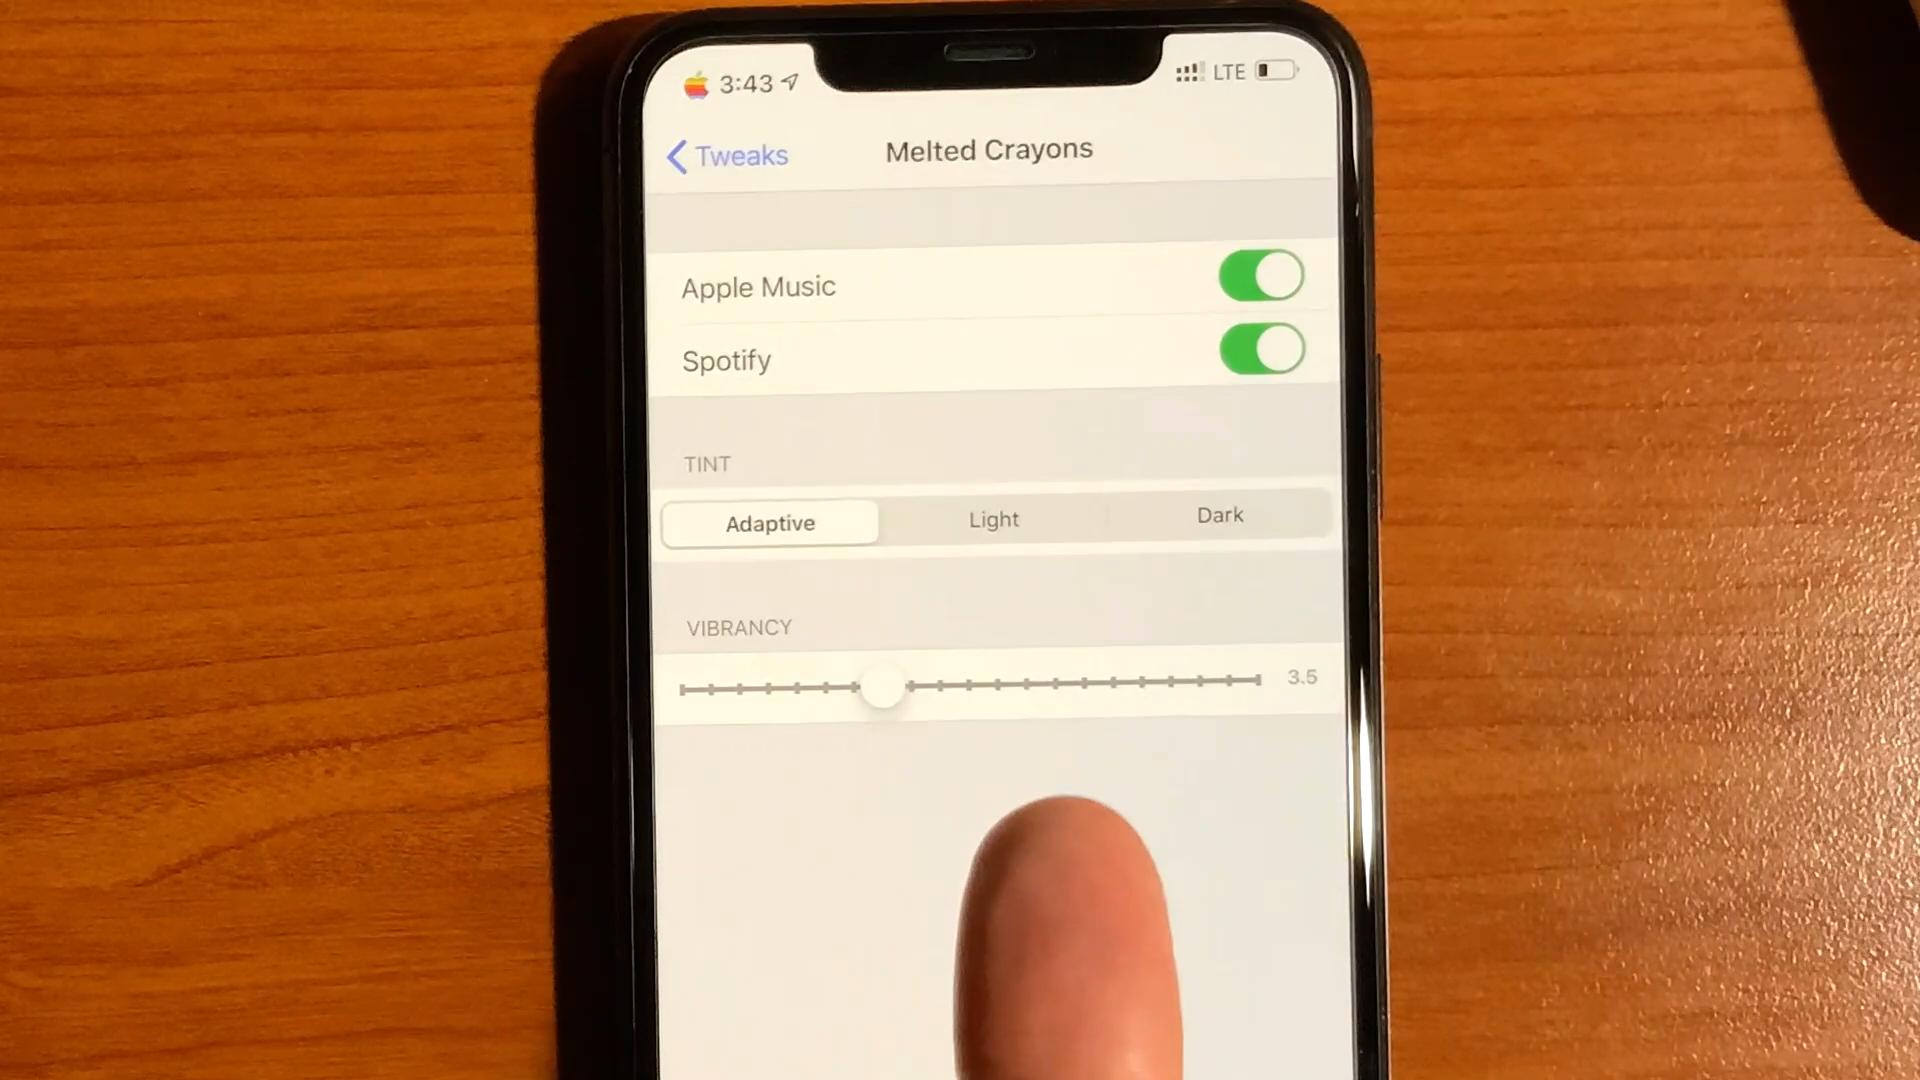 3:43 LTE
Tweaks Melted Crayons
Apple Music
Spotify
TINT
Adaptive Light Dark
VIBRANCY
3.5